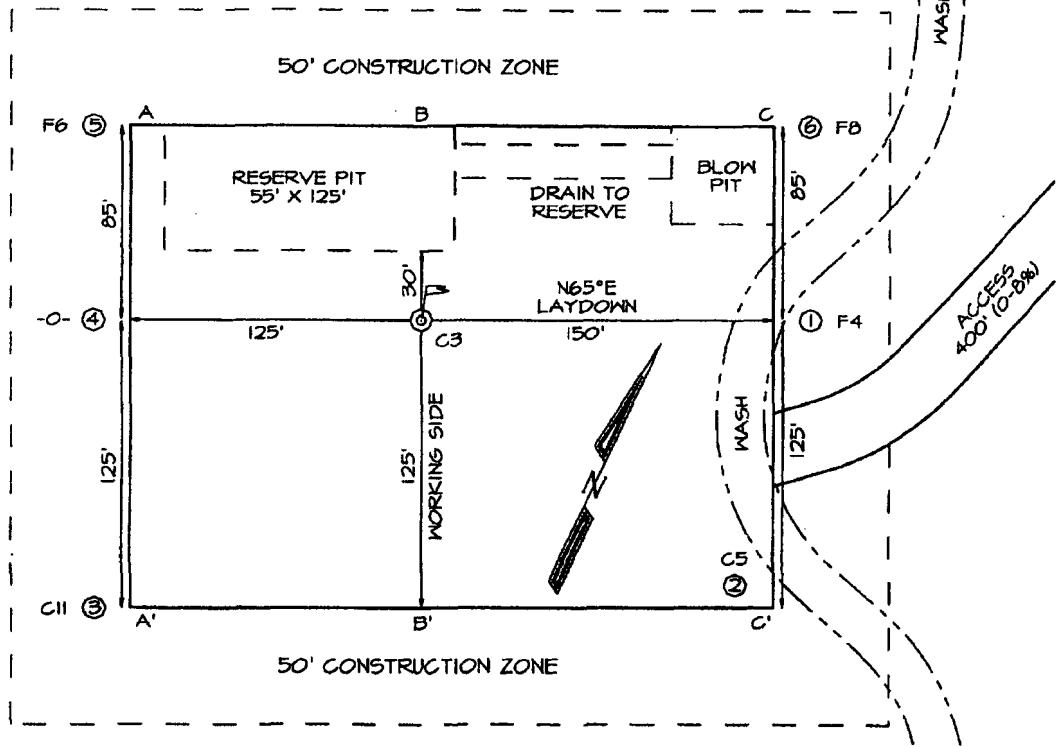 WASH
50' CONSTRUCTION ZONE
A
B
C
F6 ⑤
⑥ F8
RESERVE PIT
55' X 125'
DRAIN TO
RESERVE
BLOW
PIT
85'
85'
30'
N65°E
LAYDOWN
-0- ④
125'
C3
150'
① F4
ACCESS
400' (0-8%)
125'
125'
WORKING SIDE
N
WASH
125'
C5
②
C11 ③
A'
B'
C'
50' CONSTRUCTION ZONE